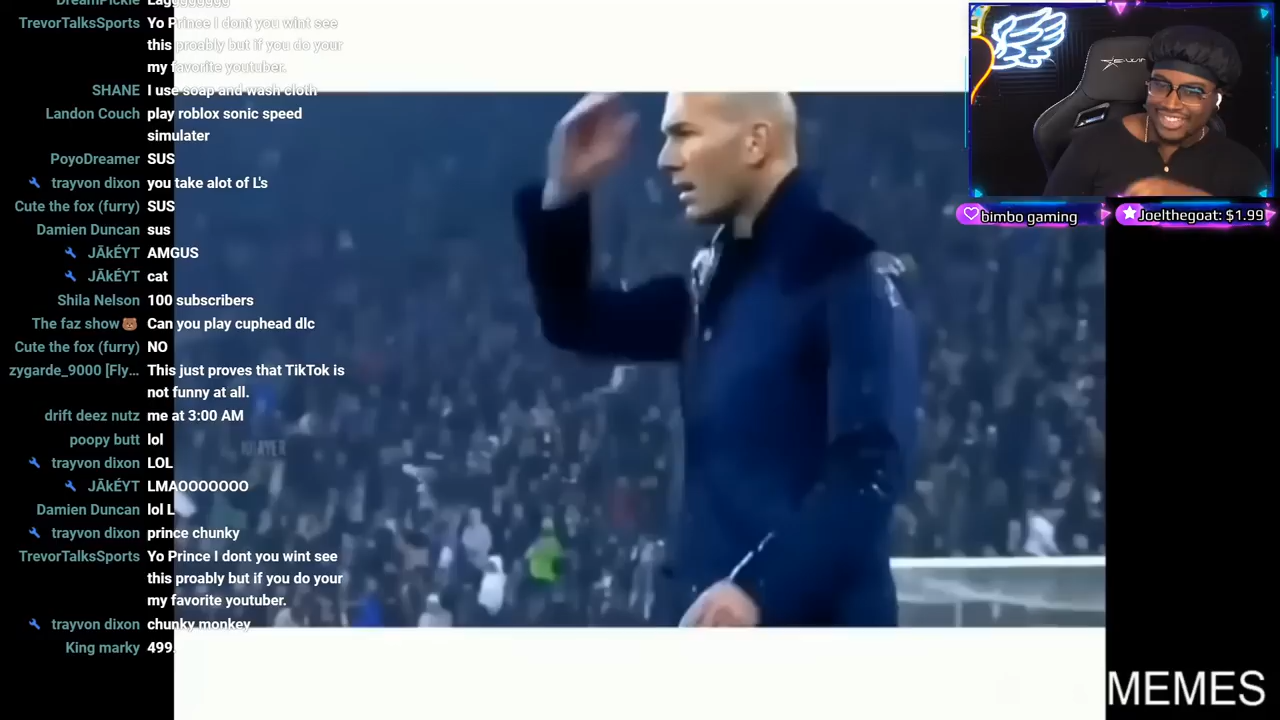 DreamPickle
TrevorTalksSports Yo Prince I dont you wint see
this proably but if you do your
my favorite youtuber.
SHANE I use soap and wash cloth
Landon Couch play roblox sonic speed
simulater
PoyoDreamer SUS
trayvon dixon you take alot of L's
Cute the fox (furry) SUS
Damien Duncan sus
JĀkÉYT AMGUS
JĀkÉYT cat
Shila Nelson 100 subscribers
The faz show🐻 Can you play cuphead dlc
Cute the fox (furry) NO
zygarde_9000 [Fly... This just proves that TikTok is
not funny at all.
drift deez nutz me at 3:00 AM
poopy butt lol
trayvon dixon LOL
JĀkÉYT LMAOOOOOOO
Damien Duncan lol L
trayvon dixon prince chunky
TrevorTalksSports Yo Prince I dont you wint see
this proably but if you do your
my favorite youtuber.
trayvon dixon chunky monkey
King marky 499.
bimbo gaming
Joelthegoat: $1.99
MEMES